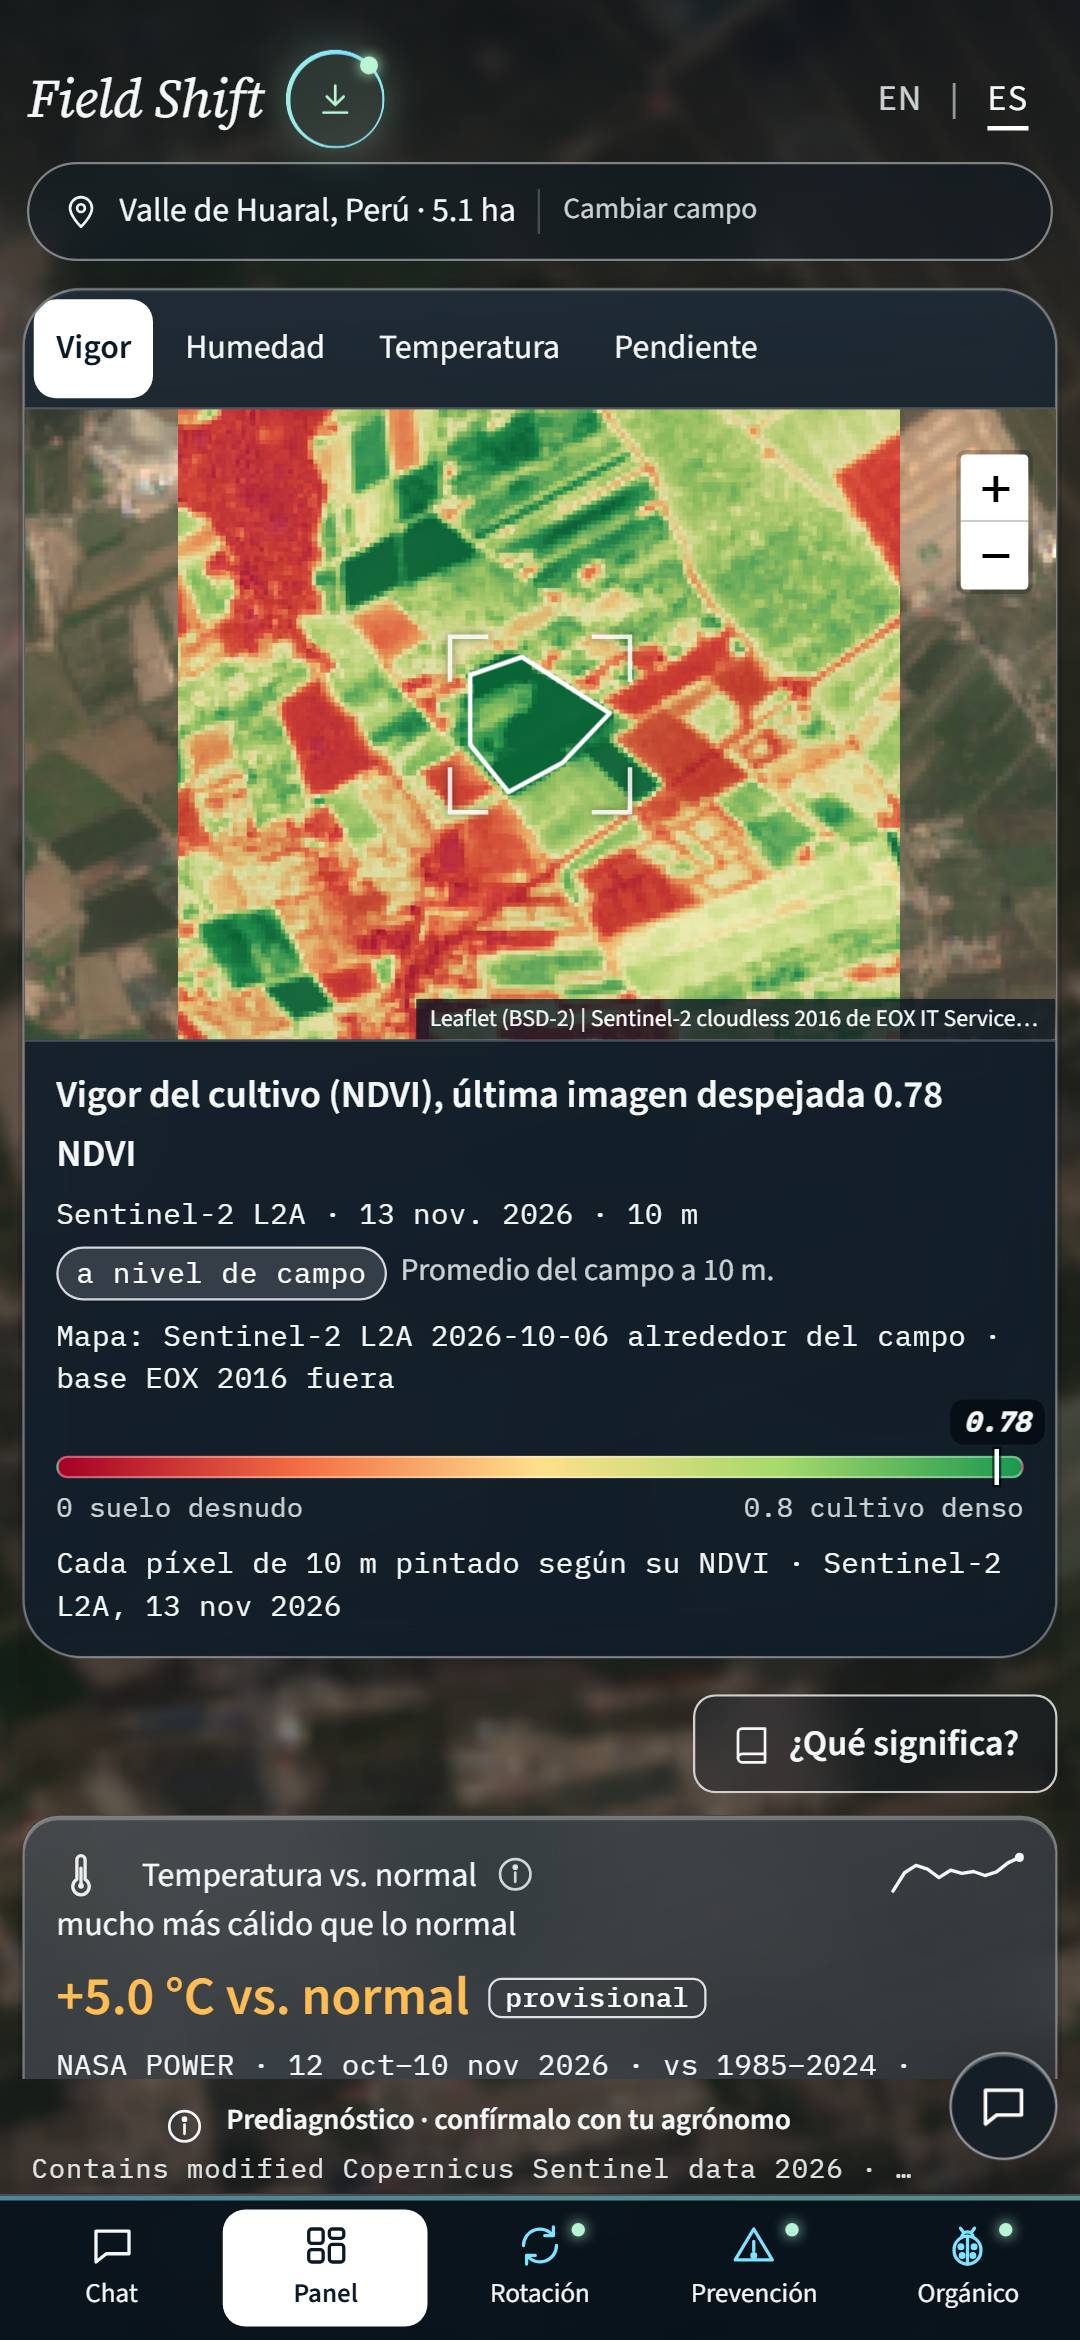 Field Shift
EN | ES
Valle de Huaral, Perú · 5.1 ha
Cambiar campo
Vigor
Humedad
Temperatura
Pendiente
+
−
Leaflet (BSD-2) | Sentinel-2 cloudless 2016 de EOX IT Service…
Vigor del cultivo (NDVI), última imagen despejada 0.78
NDVI
Sentinel-2 L2A · 13 nov. 2026 · 10 m
a nivel de campo Promedio del campo a 10 m.
Mapa: Sentinel-2 L2A 2026-10-06 alrededor del campo ·
base EOX 2016 fuera
0.78
0 suelo desnudo
0.8 cultivo denso
Cada píxel de 10 m pintado según su NDVI · Sentinel-2
L2A, 13 nov 2026
¿Qué significa?
Temperatura vs. normal
mucho más cálido que lo normal
+5.0 °C vs. normal provisional
NASA POWER · 12 oct–10 nov 2026 · vs 1985–2024 ·
Prediagnóstico · confírmalo con tu agrónomo
Contains modified Copernicus Sentinel data 2026 · …
Chat
Panel
Rotación
Prevención
Orgánico